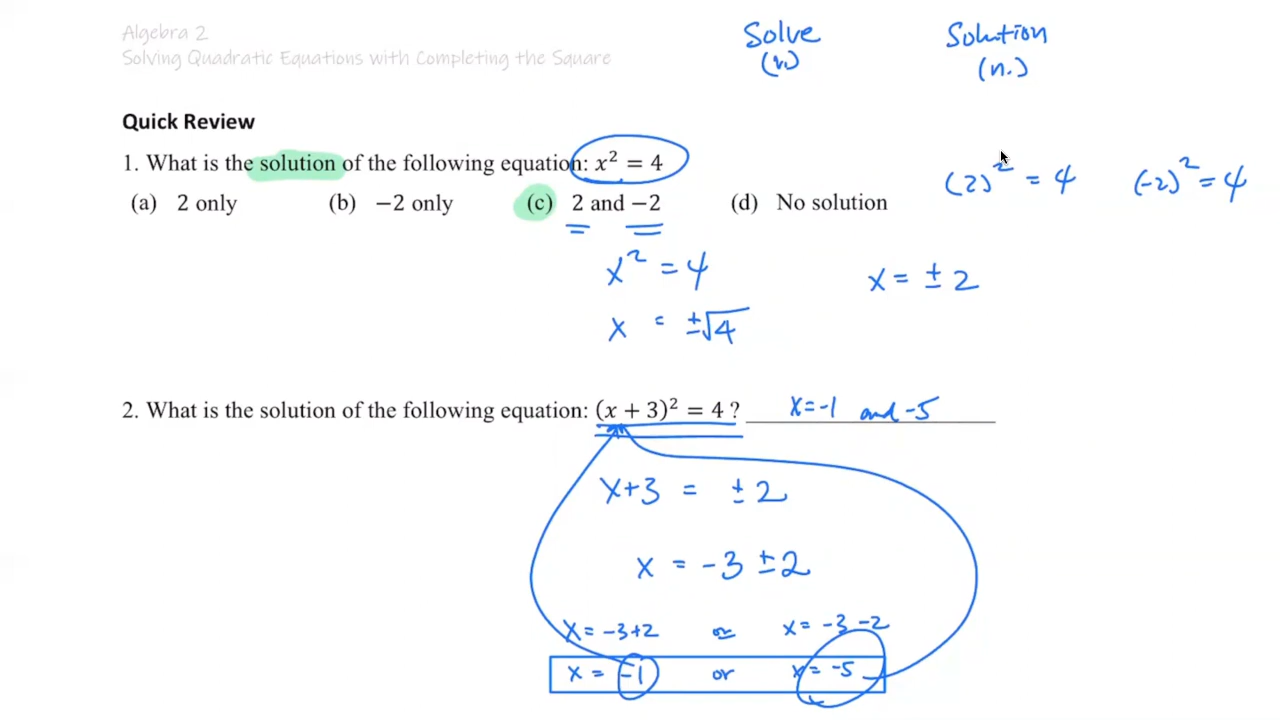 Algebra 2
Solving Quadratic Equations with Completing the Square
Solve
(v.)
Solution
(n.)
Quick Review
1. What is the solution of the following equation: x² = 4
(a) 2 only (b) −2 only (c) 2 and −2 (d) No solution
(2)² = 4 (-2)² = 4
x² = 4
x = ±2
x = ±√4
2. What is the solution of the following equation: (x + 3)² = 4 ? x=-1 and -5
x+3 = ±2
x = -3 ±2
x = -3+2 or x = -3-2
x = -1 or x = -5